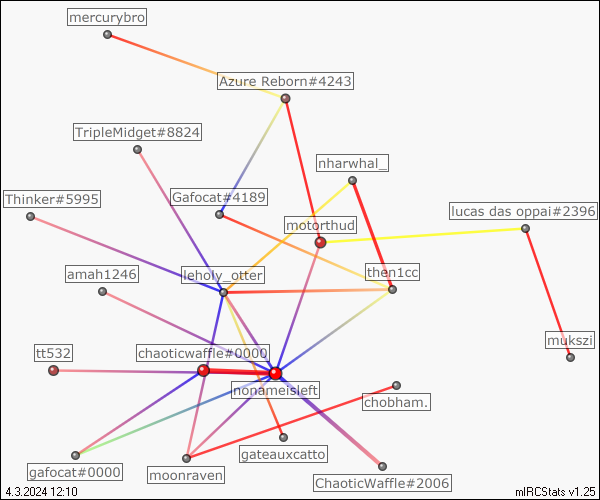 mercurybro
Azure Reborn#4243
TripleMidget#8824
nharwhal_
Thinker#5995
Gafocat#4189
lucas das oppai#2396
motorthud
amah1246
leholy_otter
then1cc
mukszi
tt532
chaoticwaffle#0000
nonameisleft
chobham.
gateauxcatto
gafocat#0000
moonraven
ChaoticWaffle#2006
4.3.2024 12:10
mIRCStats v1.25